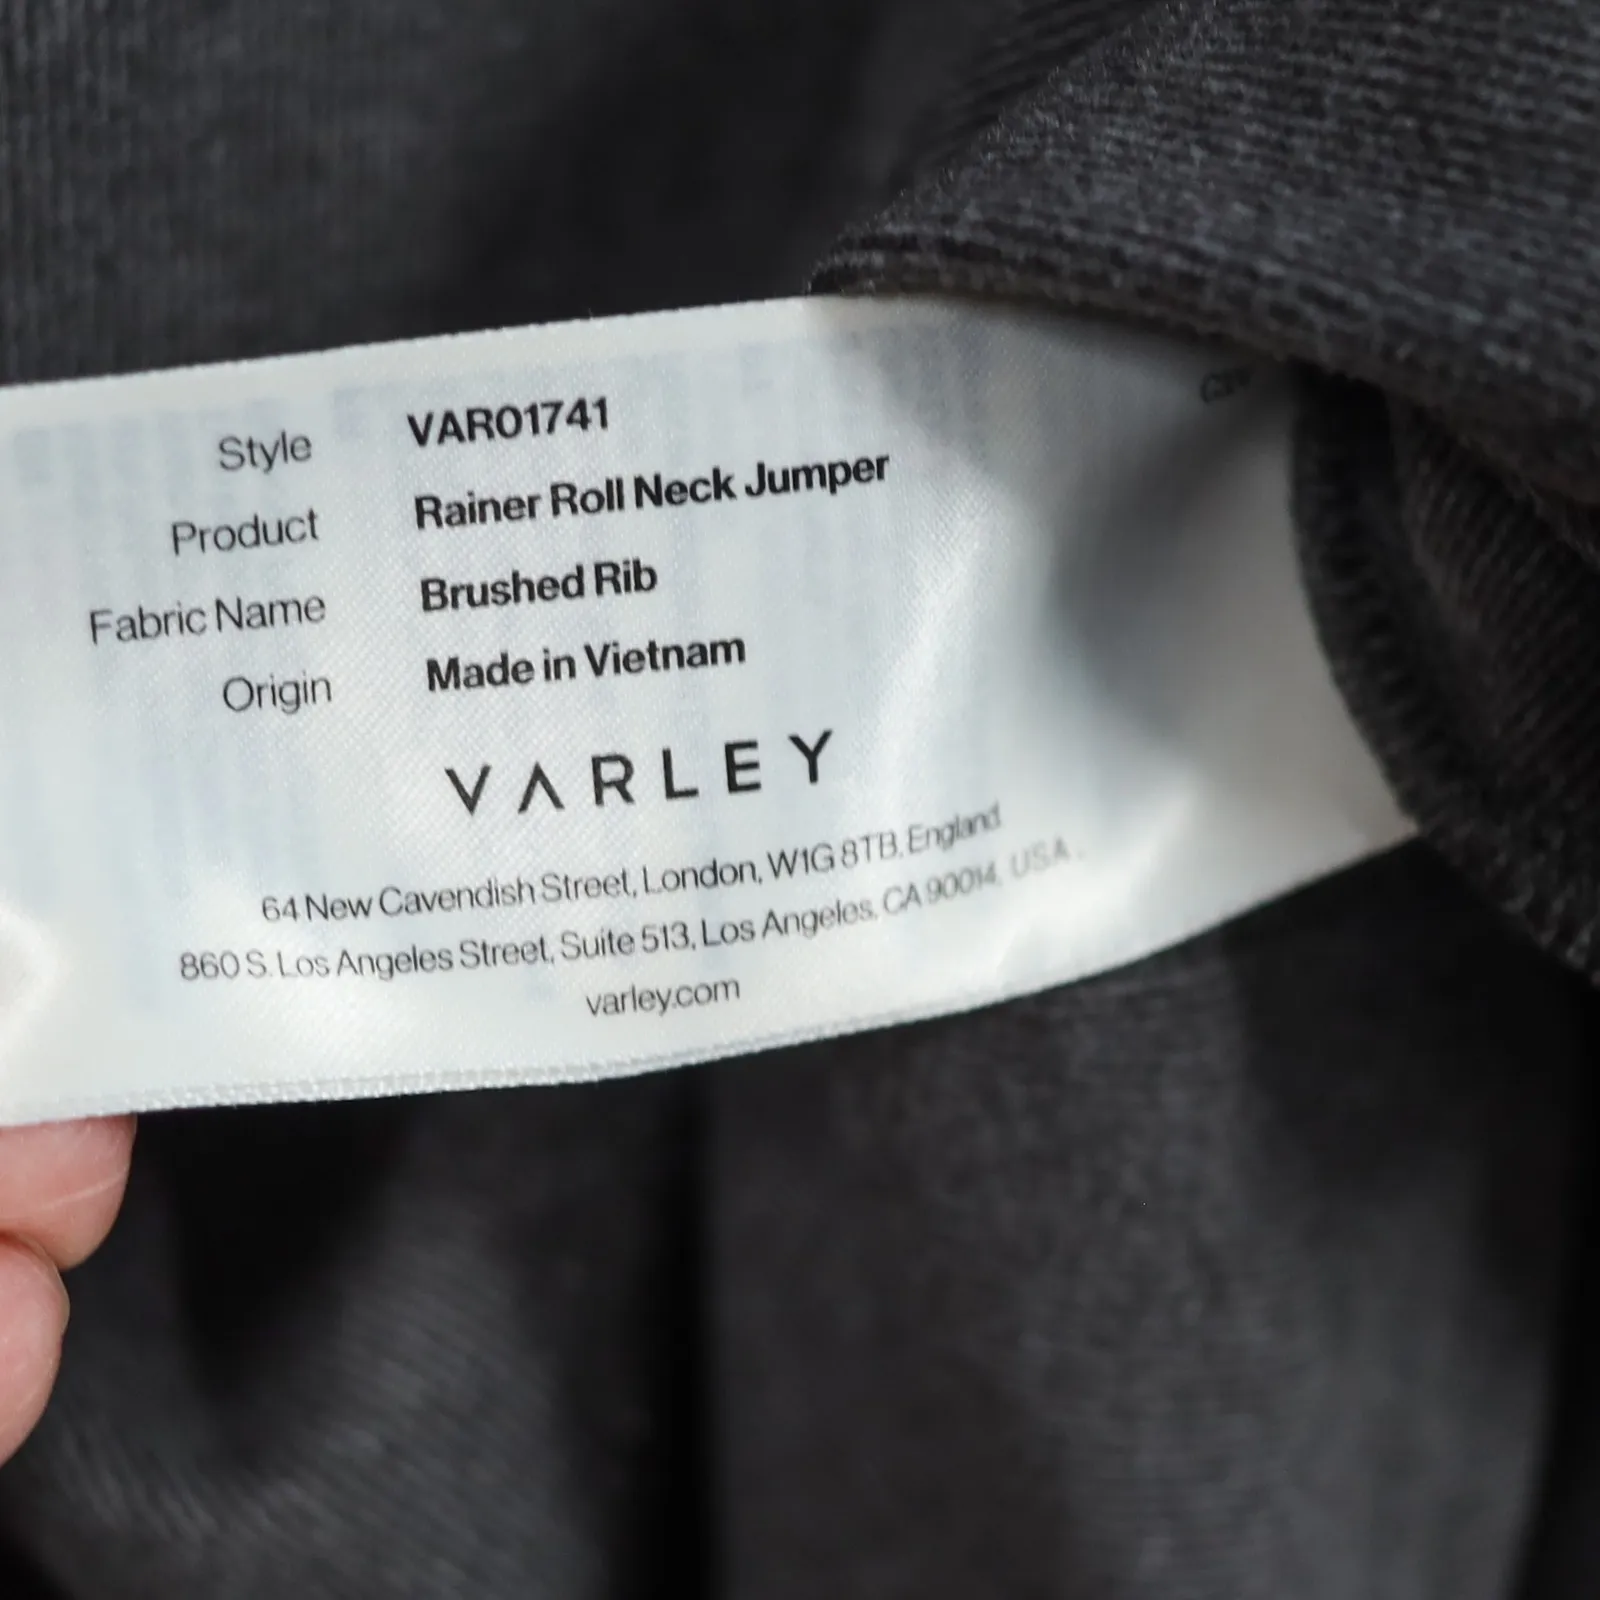 Style VAR01741
Product Rainer Roll Neck Jumper
Fabric Name Brushed Rib
Origin Made in Vietnam
VARLEY
64 New Cavendish Street, London, W1G 8TB, England
860 S. Los Angeles Street, Suite 513, Los Angeles, CA 90014, USA.
varley.com